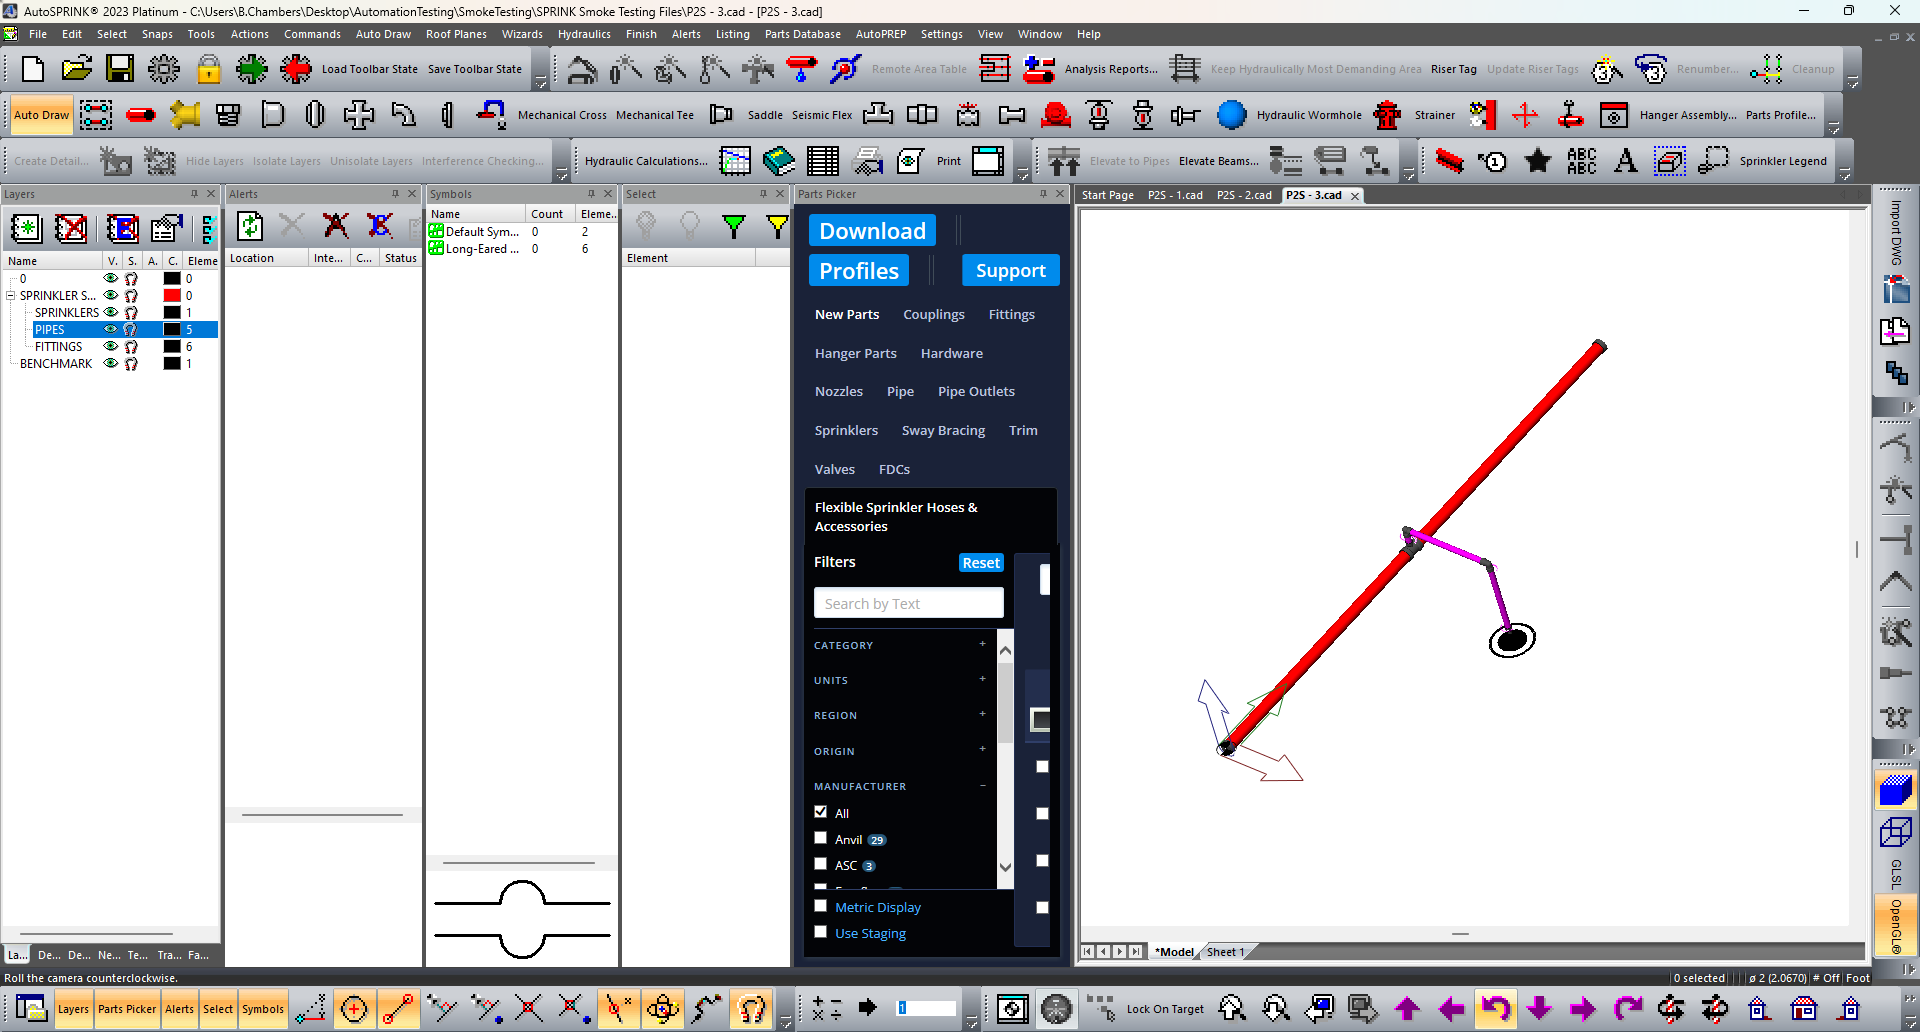 AutoSPRINK® 2023 Platinum - C:\Users\B.Chambers\Desktop\AutomationTesting\SmokeTesting\SPRINK Smoke Testing Files\P2S - 3.cad - [P2S - 3.cad]
File Edit Select Snaps Tools Actions Commands Auto Draw Roof Planes Wizards Hydraulics Finish Alerts Listing Parts Database AutoPREP Settings View Window Help
Load Toolbar State Save Toolbar State Remote Area Table Analysis Reports... Keep Hydraulically Most Demanding Area Riser Tag Update Riser Tags Renumber... Cleanup
Auto Draw Mechanical Cross Mechanical Tee Saddle Seismic Flex Hydraulic Wormhole Strainer Hanger Assembly... Parts Profile...
Create Detail... Hide Layers Isolate Layers Unisolate Layers Interference Checking... Hydraulic Calculations... Print Elevate to Pipes Elevate Beams... ABC ABC A Sprinkler Legend
Layers Alerts Symbols Select Parts Picker
Start Page P2S - 1.cad P2S - 2.cad P2S - 3.cad
Name V. S. A. C. Eleme
0 0
SPRINKLER S... 0
SPRINKLERS 1
PIPES 5
FITTINGS 6
BENCHMARK 1
Location Inte... C... Status
Name Count Eleme..
Default Sym... 0 2
Long-Eared ... 0 6
Element
Download
Profiles Support
New Parts Couplings Fittings
Hanger Parts Hardware
Nozzles Pipe Pipe Outlets
Sprinklers Sway Bracing Trim
Valves FDCs
Flexible Sprinkler Hoses &
Accessories
Filters Reset
Search by Text
CATEGORY +
UNITS +
REGION +
ORIGIN +
MANUFACTURER −
All
Anvil 29
ASC 3
Metric Display
Use Staging
Import DWG
GLSL
OpenGL®
La... De... De... Ne... Te... Tra... Fa...
*Model Sheet 1
Roll the camera counterclockwise.
0 selected ø 2 (2.0670) # Off Foot
Layers Parts Picker Alerts Select Symbols 1 Lock On Target